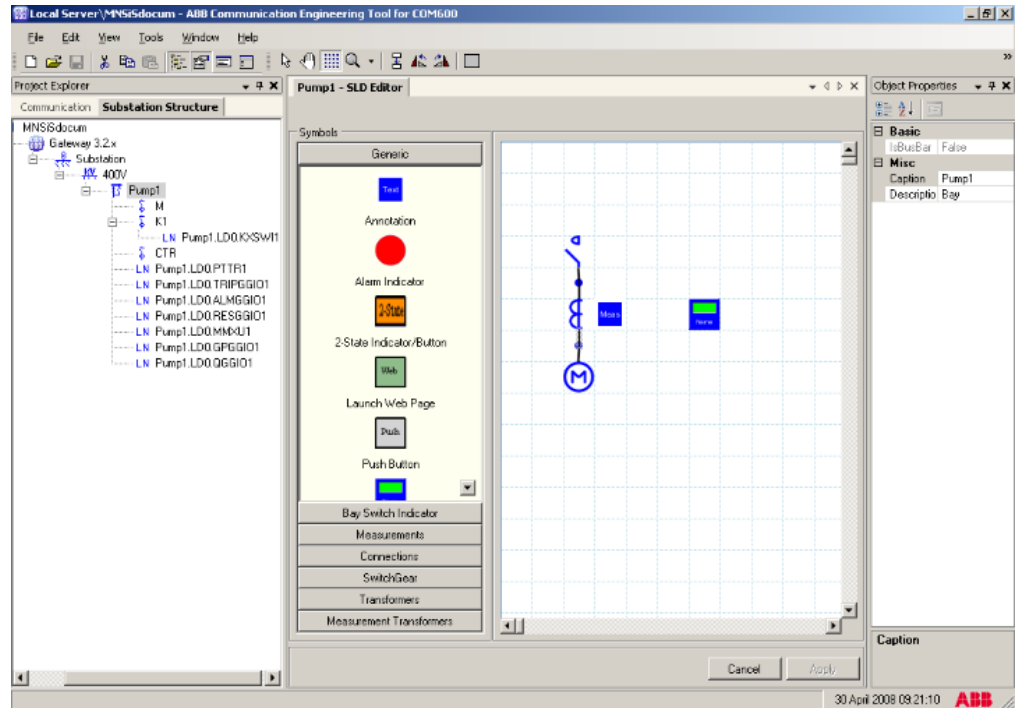 Local Server\MNSiSdocum - ABB Communication Engineering Tool for COM600
File Edit View Tools Window Help
Project Explorer
Communication Substation Structure
MNSiSdocum
Gateway 3.2.x
Substation
400V
Pump1
M
K1
LN Pump1.LD0.KXSWI1
CTR
LN Pump1.LD0.PTTR1
LN Pump1.LD0.TRIPGGIO1
LN Pump1.LD0.ALMGGIO1
LN Pump1.LD0.RESGGIO1
LN Pump1.LD0.MMXU1
LN Pump1.LD0.GPGGIO1
LN Pump1.LD0.QGGIO1
Pump1 - SLD Editor
Symbols
Generic
Text
Annotation
Alarm Indicator
2-State
2-State Indicator/Button
Web
Launch Web Page
Push
Push Button
Bay Switch Indicator
Measurements
Connections
SwitchGear
Transformers
Measurement Transformers
Meas
Name
M
Cancel Apply
Object Properties
Basic
IsBusBar False
Misc
Caption Pump1
Descriptio Bay
Caption
30 April 2008 09:21:10 ABB